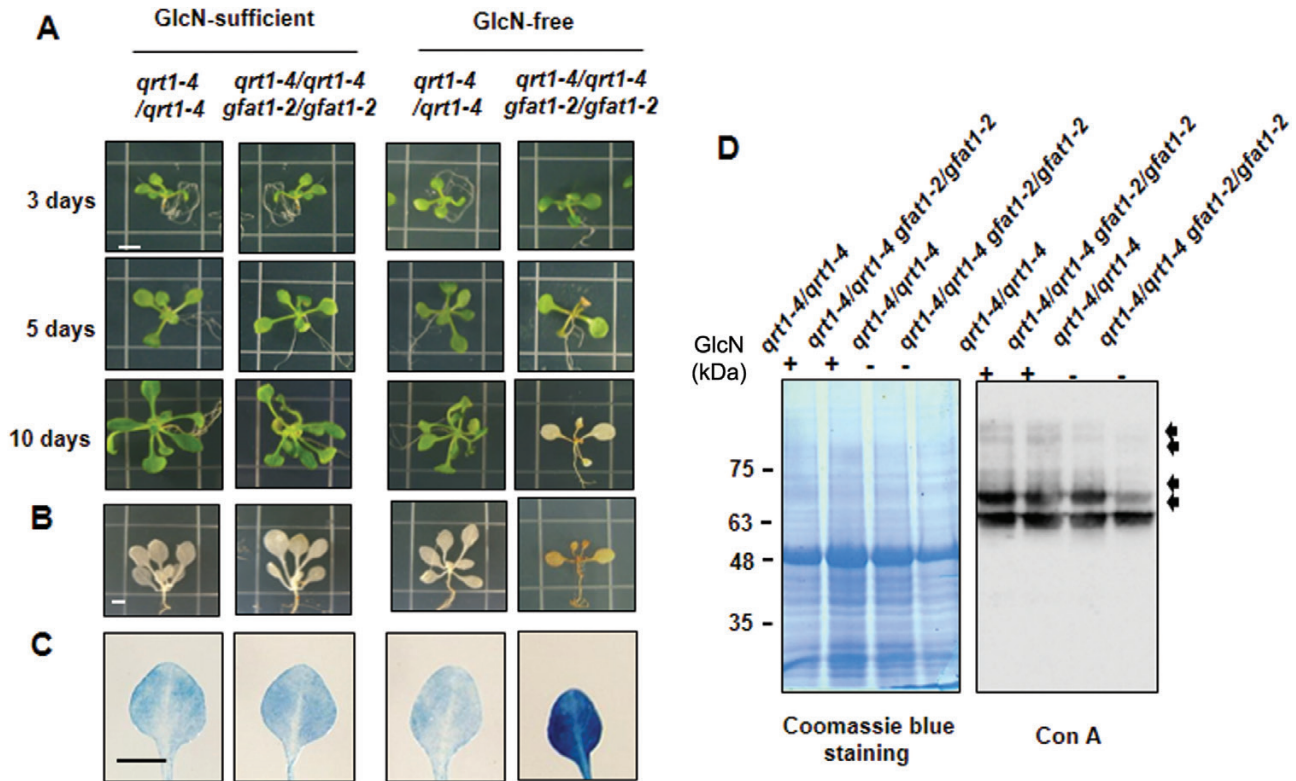 A
GlcN-sufficient
GlcN-free
qrt1-4
/qrt1-4
qrt1-4/qrt1-4
gfat1-2/gfat1-2
qrt1-4
/qrt1-4
qrt1-4/qrt1-4
gfat1-2/gfat1-2
3 days
5 days
10 days
B
C
D
qrt1-4/qrt1-4
qrt1-4/qrt1-4 gfat1-2/gfat1-2
qrt1-4/qrt1-4
qrt1-4/qrt1-4 gfat1-2/gfat1-2
qrt1-4/qrt1-4
qrt1-4/qrt1-4 gfat1-2/gfat1-2
qrt1-4/qrt1-4
qrt1-4/qrt1-4 gfat1-2/gfat1-2
GlcN + + - - + + - -
(kDa)
75 -
63 -
48 -
35 -
Coomassie blue
staining
Con A